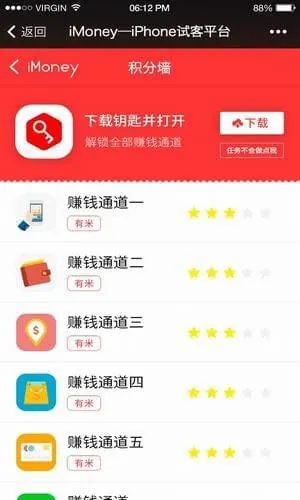 VIRGIN 06:12 PM 88%
返回 iMoney—iPhone试客平台
iMoney 积分墙
下载钥匙并打开
解锁全部赚钱通道
下载
任务不会做点我
赚钱通道一
有米
赚钱通道二
有米
赚钱通道三
有米
赚钱通道四
有米
赚钱通道五
有米